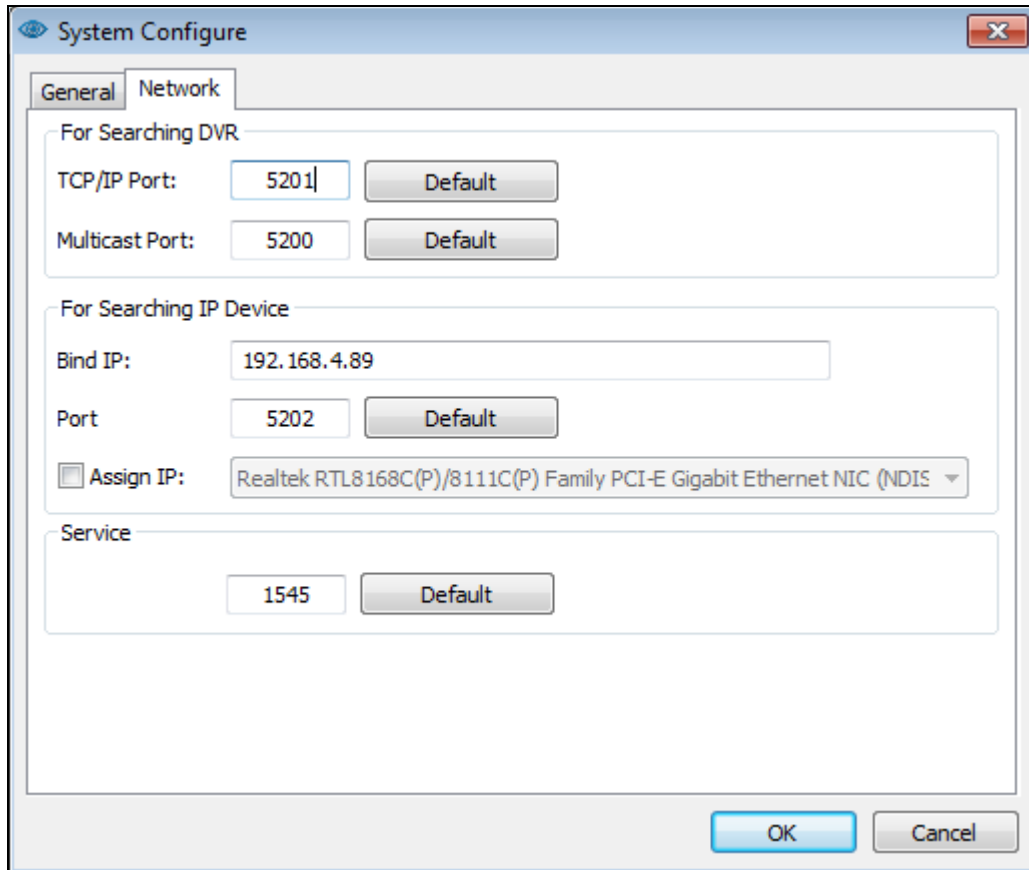 System Configure
General Network
For Searching DVR
TCP/IP Port: 5201 Default
Multicast Port: 5200 Default
For Searching IP Device
Bind IP: 192.168.4.89
Port 5202 Default
Assign IP: Realtek RTL8168C(P)/8111C(P) Family PCI-E Gigabit Ethernet NIC (NDIS
Service
1545 Default
OK Cancel